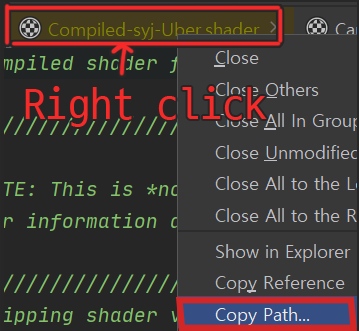 Compiled-syj-Uber.shader
Ca
mpiled shader f
Right click
//////////////
TE: This is *no
r information a
//////////////
ipping shader v
Close
Close Others
Close All In Group
Close Unmodified
Close All to the L
Close All to the R
Show in Explorer
Copy Reference
Copy Path...